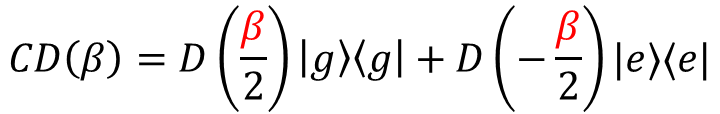 CD(β) = D(β/2)|g⟩⟨g| + D(−β/2)|e⟩⟨e|